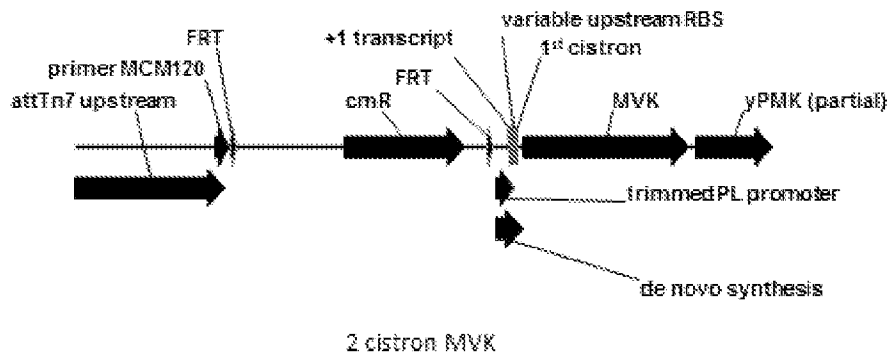 variable upstream RBS
FRT
+1 transcript
1st cistron
primer MCM120
FRT
attTn7 upstream
cmR
MVK
yPMK (partial)
trimmed PL promoter
de novo synthesis
2 cistron MVK